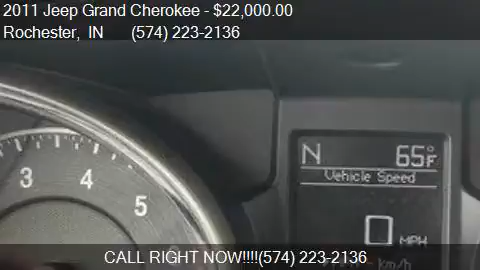 2011 Jeep Grand Cherokee - $22,000.00
Rochester,  IN      (574) 223-2136
N 65°F
Vehicle Speed
0 MPH
km/h
3 4 5
CALL RIGHT NOW!!!!(574) 223-2136